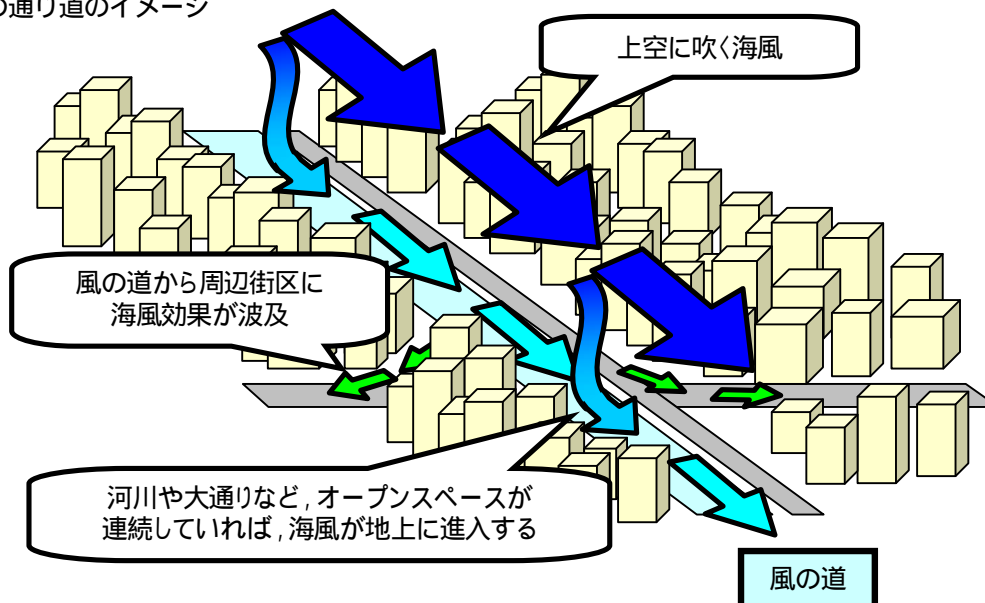 の通り道のイメージ
上空に吹く海風
風の道から周辺街区に
海風効果が波及
河川や大通りなど,オープンスペースが
連続していれば,海風が地上に進入する
風の道